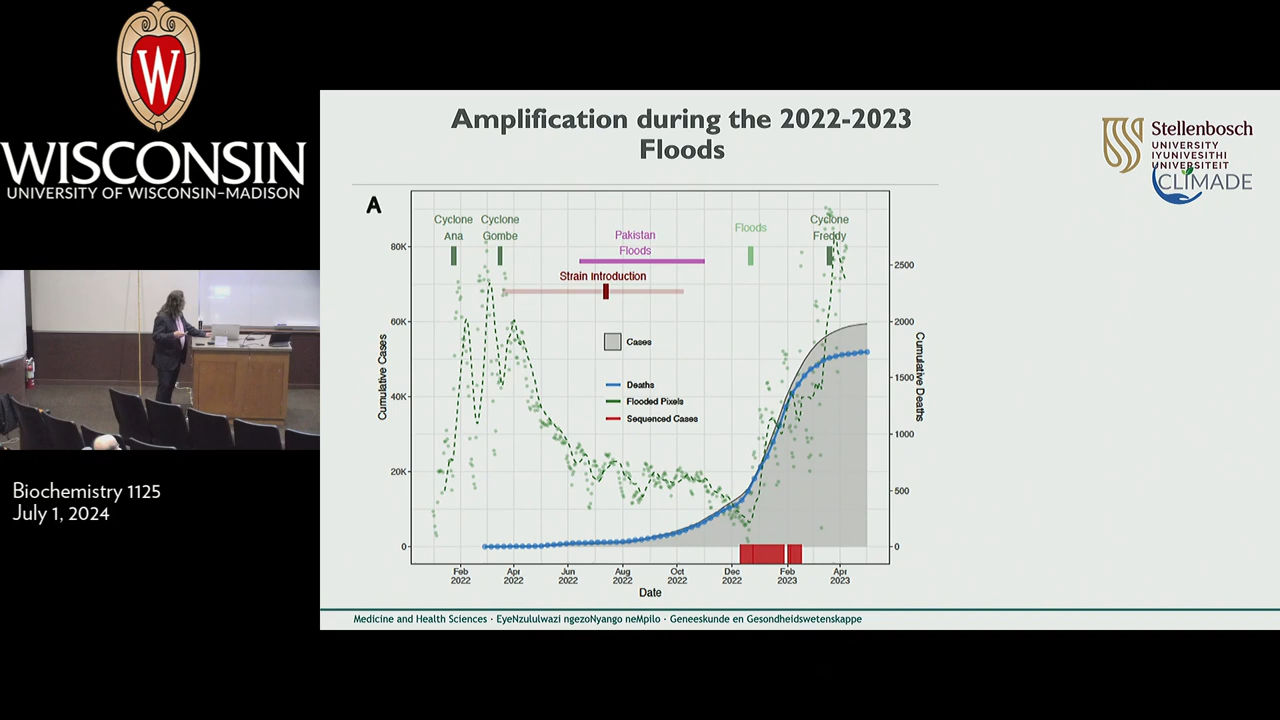 W
WISCONSIN
UNIVERSITY OF WISCONSIN–MADISON
Biochemistry 1125
July 1, 2024
Amplification during the 2022-2023
Floods
Stellenbosch
UNIVERSITY
IYUNIVESITHI
UNIVERSITEIT
CLIMADE
A
Cyclone
Ana
Cyclone
Gombe
Pakistan
Floods
Floods
Cyclone
Freddy
Strain Introduction
Cases
Deaths
Flooded Pixels
Sequenced Cases
Cumulative Cases
80K
60K
40K
20K
0
Cumulative Deaths
2500
2000
1500
1000
500
0
Feb
2022
Apr
2022
Jun
2022
Aug
2022
Oct
2022
Dec
2022
Feb
2023
Apr
2023
Date
Medicine and Health Sciences · EyeNzululwazi ngezoNyango neMpilo · Geneeskunde en Gesondheidswetenskappe